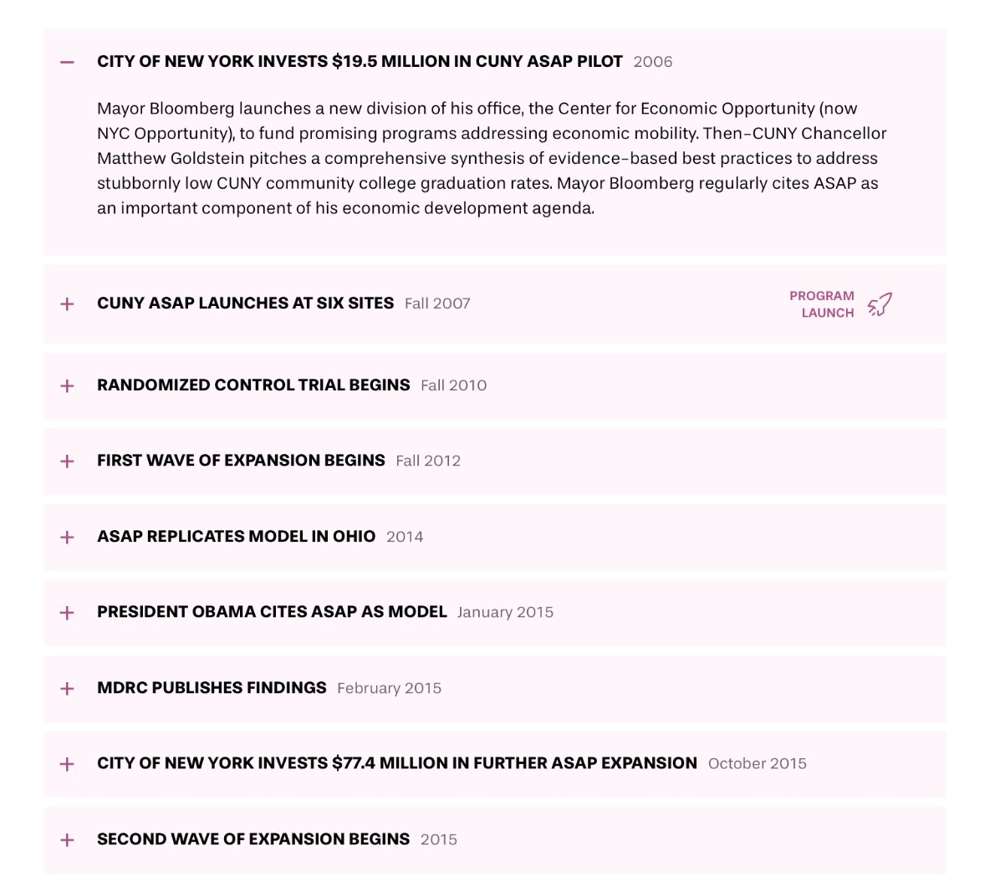 CITY OF NEW YORK INVESTS $19.5 MILLION IN CUNY ASAP PILOT 2006
Mayor Bloomberg launches a new division of his office, the Center for Economic Opportunity (now
NYC Opportunity), to fund promising programs addressing economic mobility. Then-CUNY Chancellor
Matthew Goldstein pitches a comprehensive synthesis of evidence-based best practices to address
stubbornly low CUNY community college graduation rates. Mayor Bloomberg regularly cites ASAP as
an important component of his economic development agenda.
CUNY ASAP LAUNCHES AT SIX SITES Fall 2007
PROGRAM
LAUNCH
RANDOMIZED CONTROL TRIAL BEGINS Fall 2010
FIRST WAVE OF EXPANSION BEGINS Fall 2012
ASAP REPLICATES MODEL IN OHIO 2014
PRESIDENT OBAMA CITES ASAP AS MODEL January 2015
MDRC PUBLISHES FINDINGS February 2015
CITY OF NEW YORK INVESTS $77.4 MILLION IN FURTHER ASAP EXPANSION October 2015
SECOND WAVE OF EXPANSION BEGINS 2015